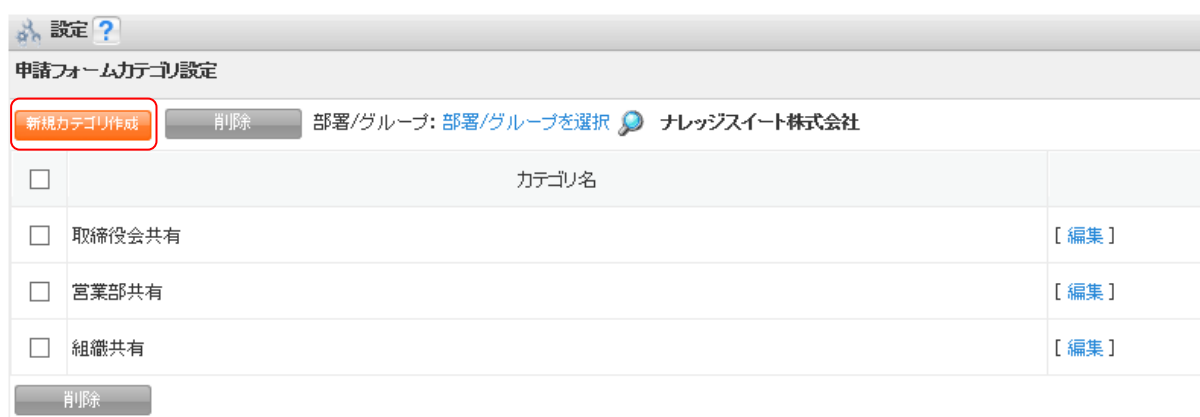 設定 ?
申請フォームカテゴリ設定
新規カテゴリ作成 削除 部署/グループ: 部署/グループを選択 ナレッジスイート株式会社
カテゴリ名
取締役会共有 [ 編集 ]
営業部共有 [ 編集 ]
組織共有 [ 編集 ]
削除